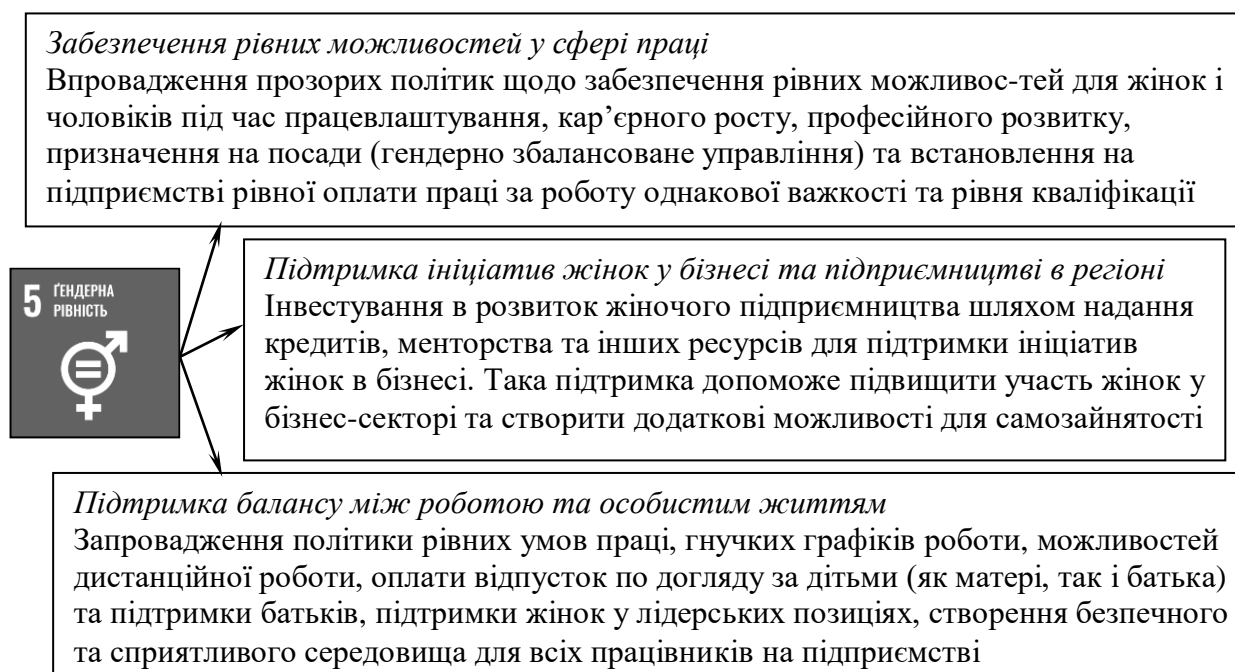 Забезпечення рівних можливостей у сфері праці
Впровадження прозорих політик щодо забезпечення рівних можливос-тей для жінок і
чоловіків під час працевлаштування, кар’єрного росту, професійного розвитку,
призначення на посади (гендерно збалансоване управління) та встановлення на
підприємстві рівної оплати праці за роботу однакової важкості та рівня кваліфікації
5 ҐЕНДЕРНА
РІВНІСТЬ
Підтримка ініціатив жінок у бізнесі та підприємництві в регіоні
Інвестування в розвиток жіночого підприємництва шляхом надання
кредитів, менторства та інших ресурсів для підтримки ініціатив
жінок в бізнесі. Така підтримка допоможе підвищити участь жінок у
бізнес-секторі та створити додаткові можливості для самозайнятості
Підтримка балансу між роботою та особистим життям
Запровадження політики рівних умов праці, гнучких графіків роботи, можливостей
дистанційної роботи, оплати відпусток по догляду за дітьми (як матері, так і батька)
та підтримки батьків, підтримки жінок у лідерських позиціях, створення безпечного
та сприятливого середовища для всіх працівників на підприємстві